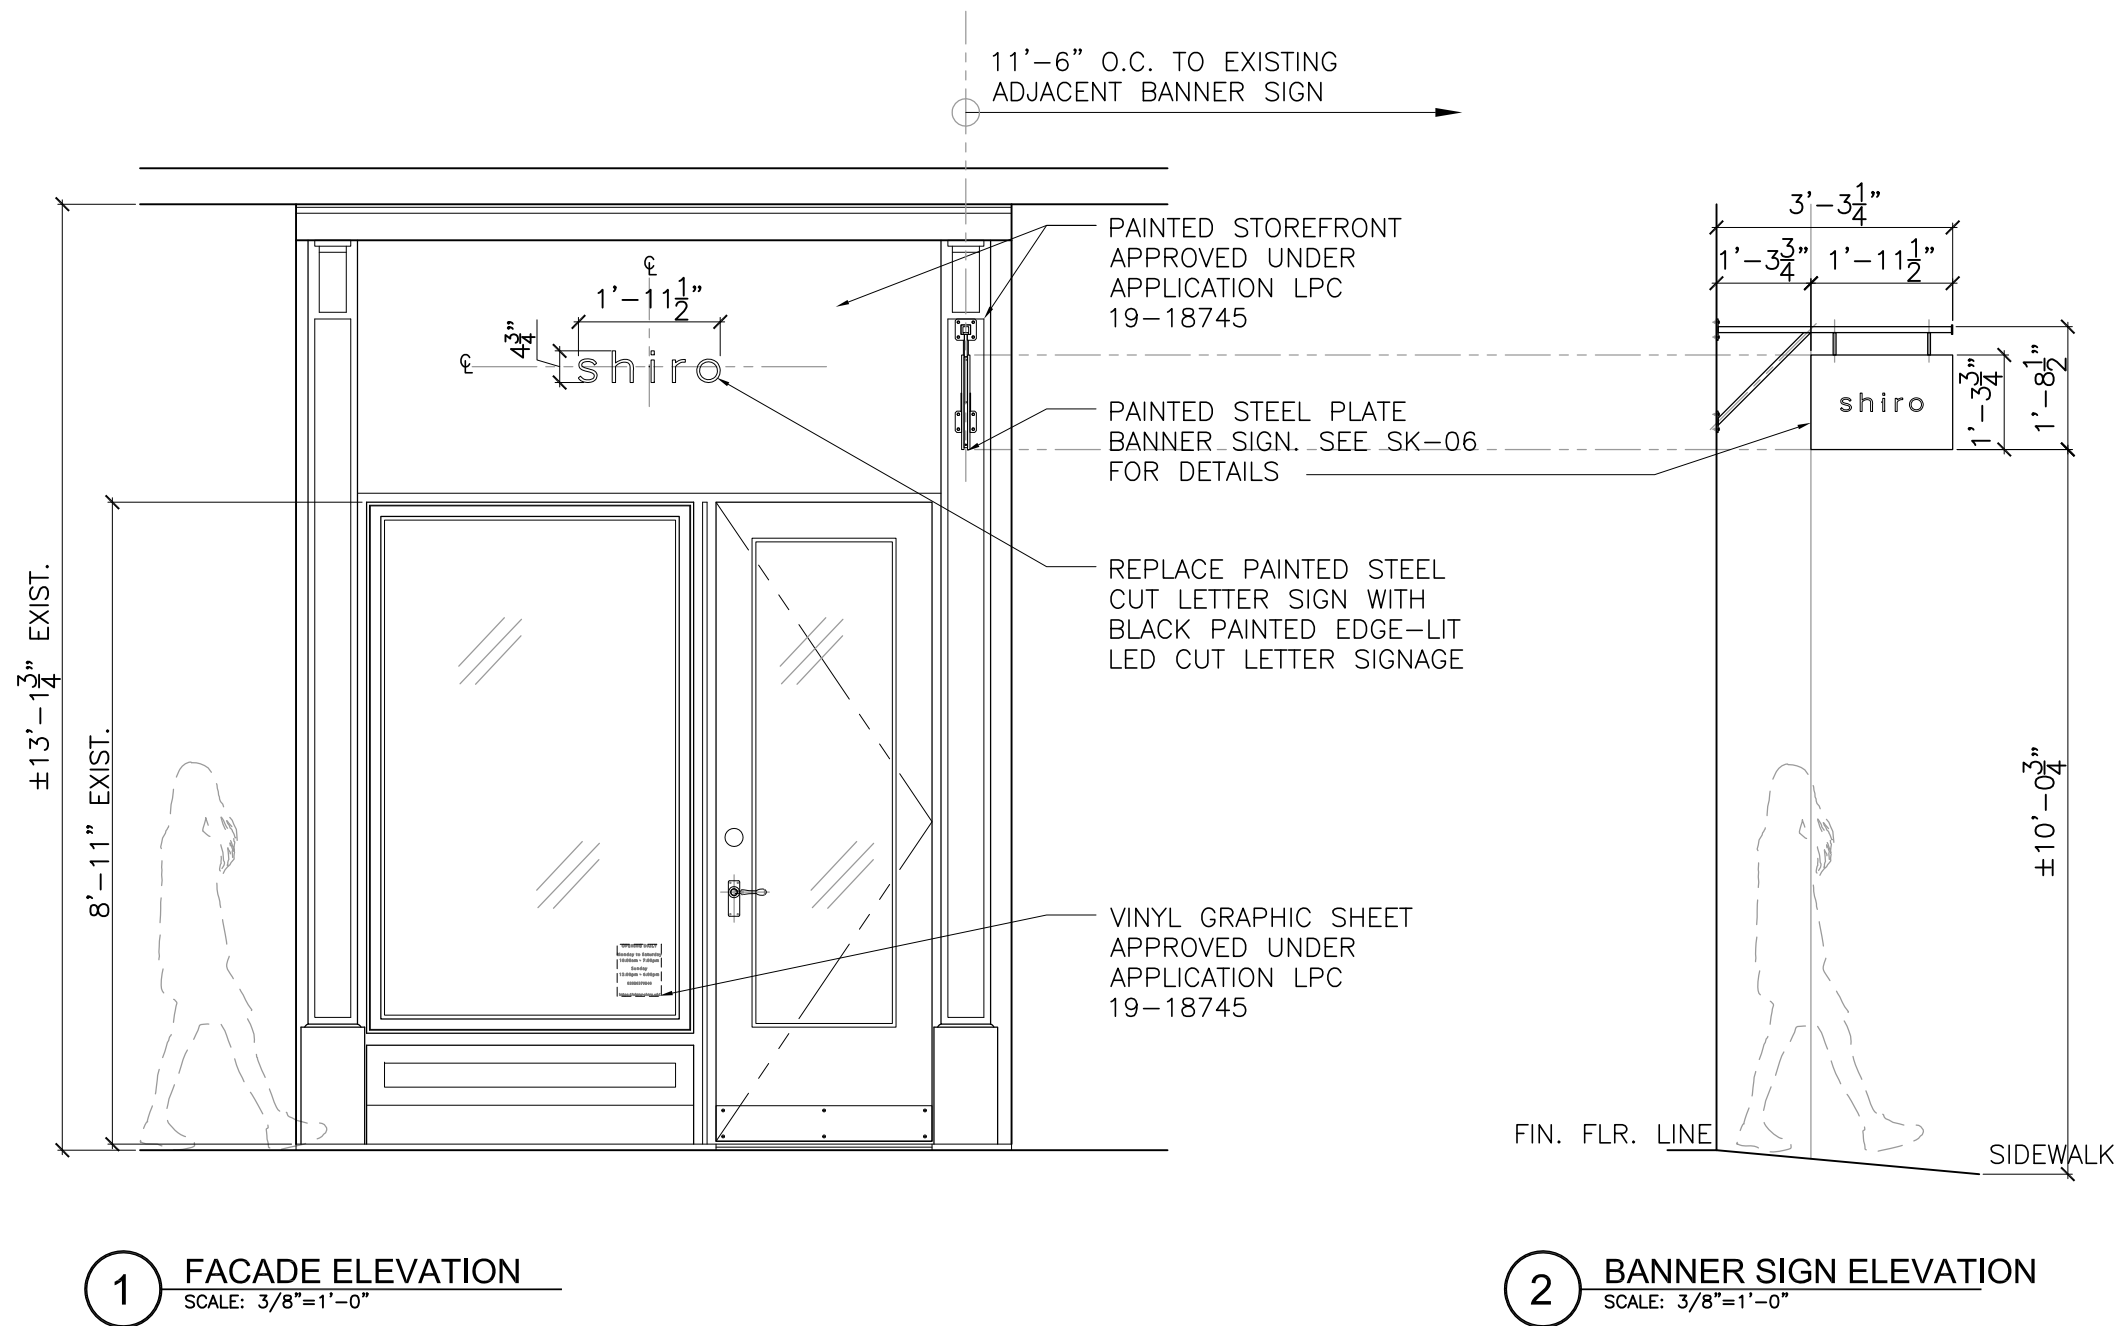 11'-6" O.C. TO EXISTING
ADJACENT BANNER SIGN
PAINTED STOREFRONT
APPROVED UNDER
APPLICATION LPC
19-18745
℄
1'-11 1/2"
4 3/4"
℄
shiro
PAINTED STEEL PLATE
BANNER SIGN. SEE SK-06
FOR DETAILS
REPLACE PAINTED STEEL
CUT LETTER SIGN WITH
BLACK PAINTED EDGE-LIT
LED CUT LETTER SIGNAGE
±13'-1 3/4" EXIST.
8'-11" EXIST.
Monday to Saturday
Sunday
VINYL GRAPHIC SHEET
APPROVED UNDER
APPLICATION LPC
19-18745
1 FACADE ELEVATION
SCALE: 3/8"=1'-0"
3'-3 1/4"
1'-3 3/4" 1'-11 1/2"
shiro
1'-3 3/4"
1'-8 1/2"
±10'-0 3/4"
FIN. FLR. LINE
SIDEWALK
2 BANNER SIGN ELEVATION
SCALE: 3/8"=1'-0"